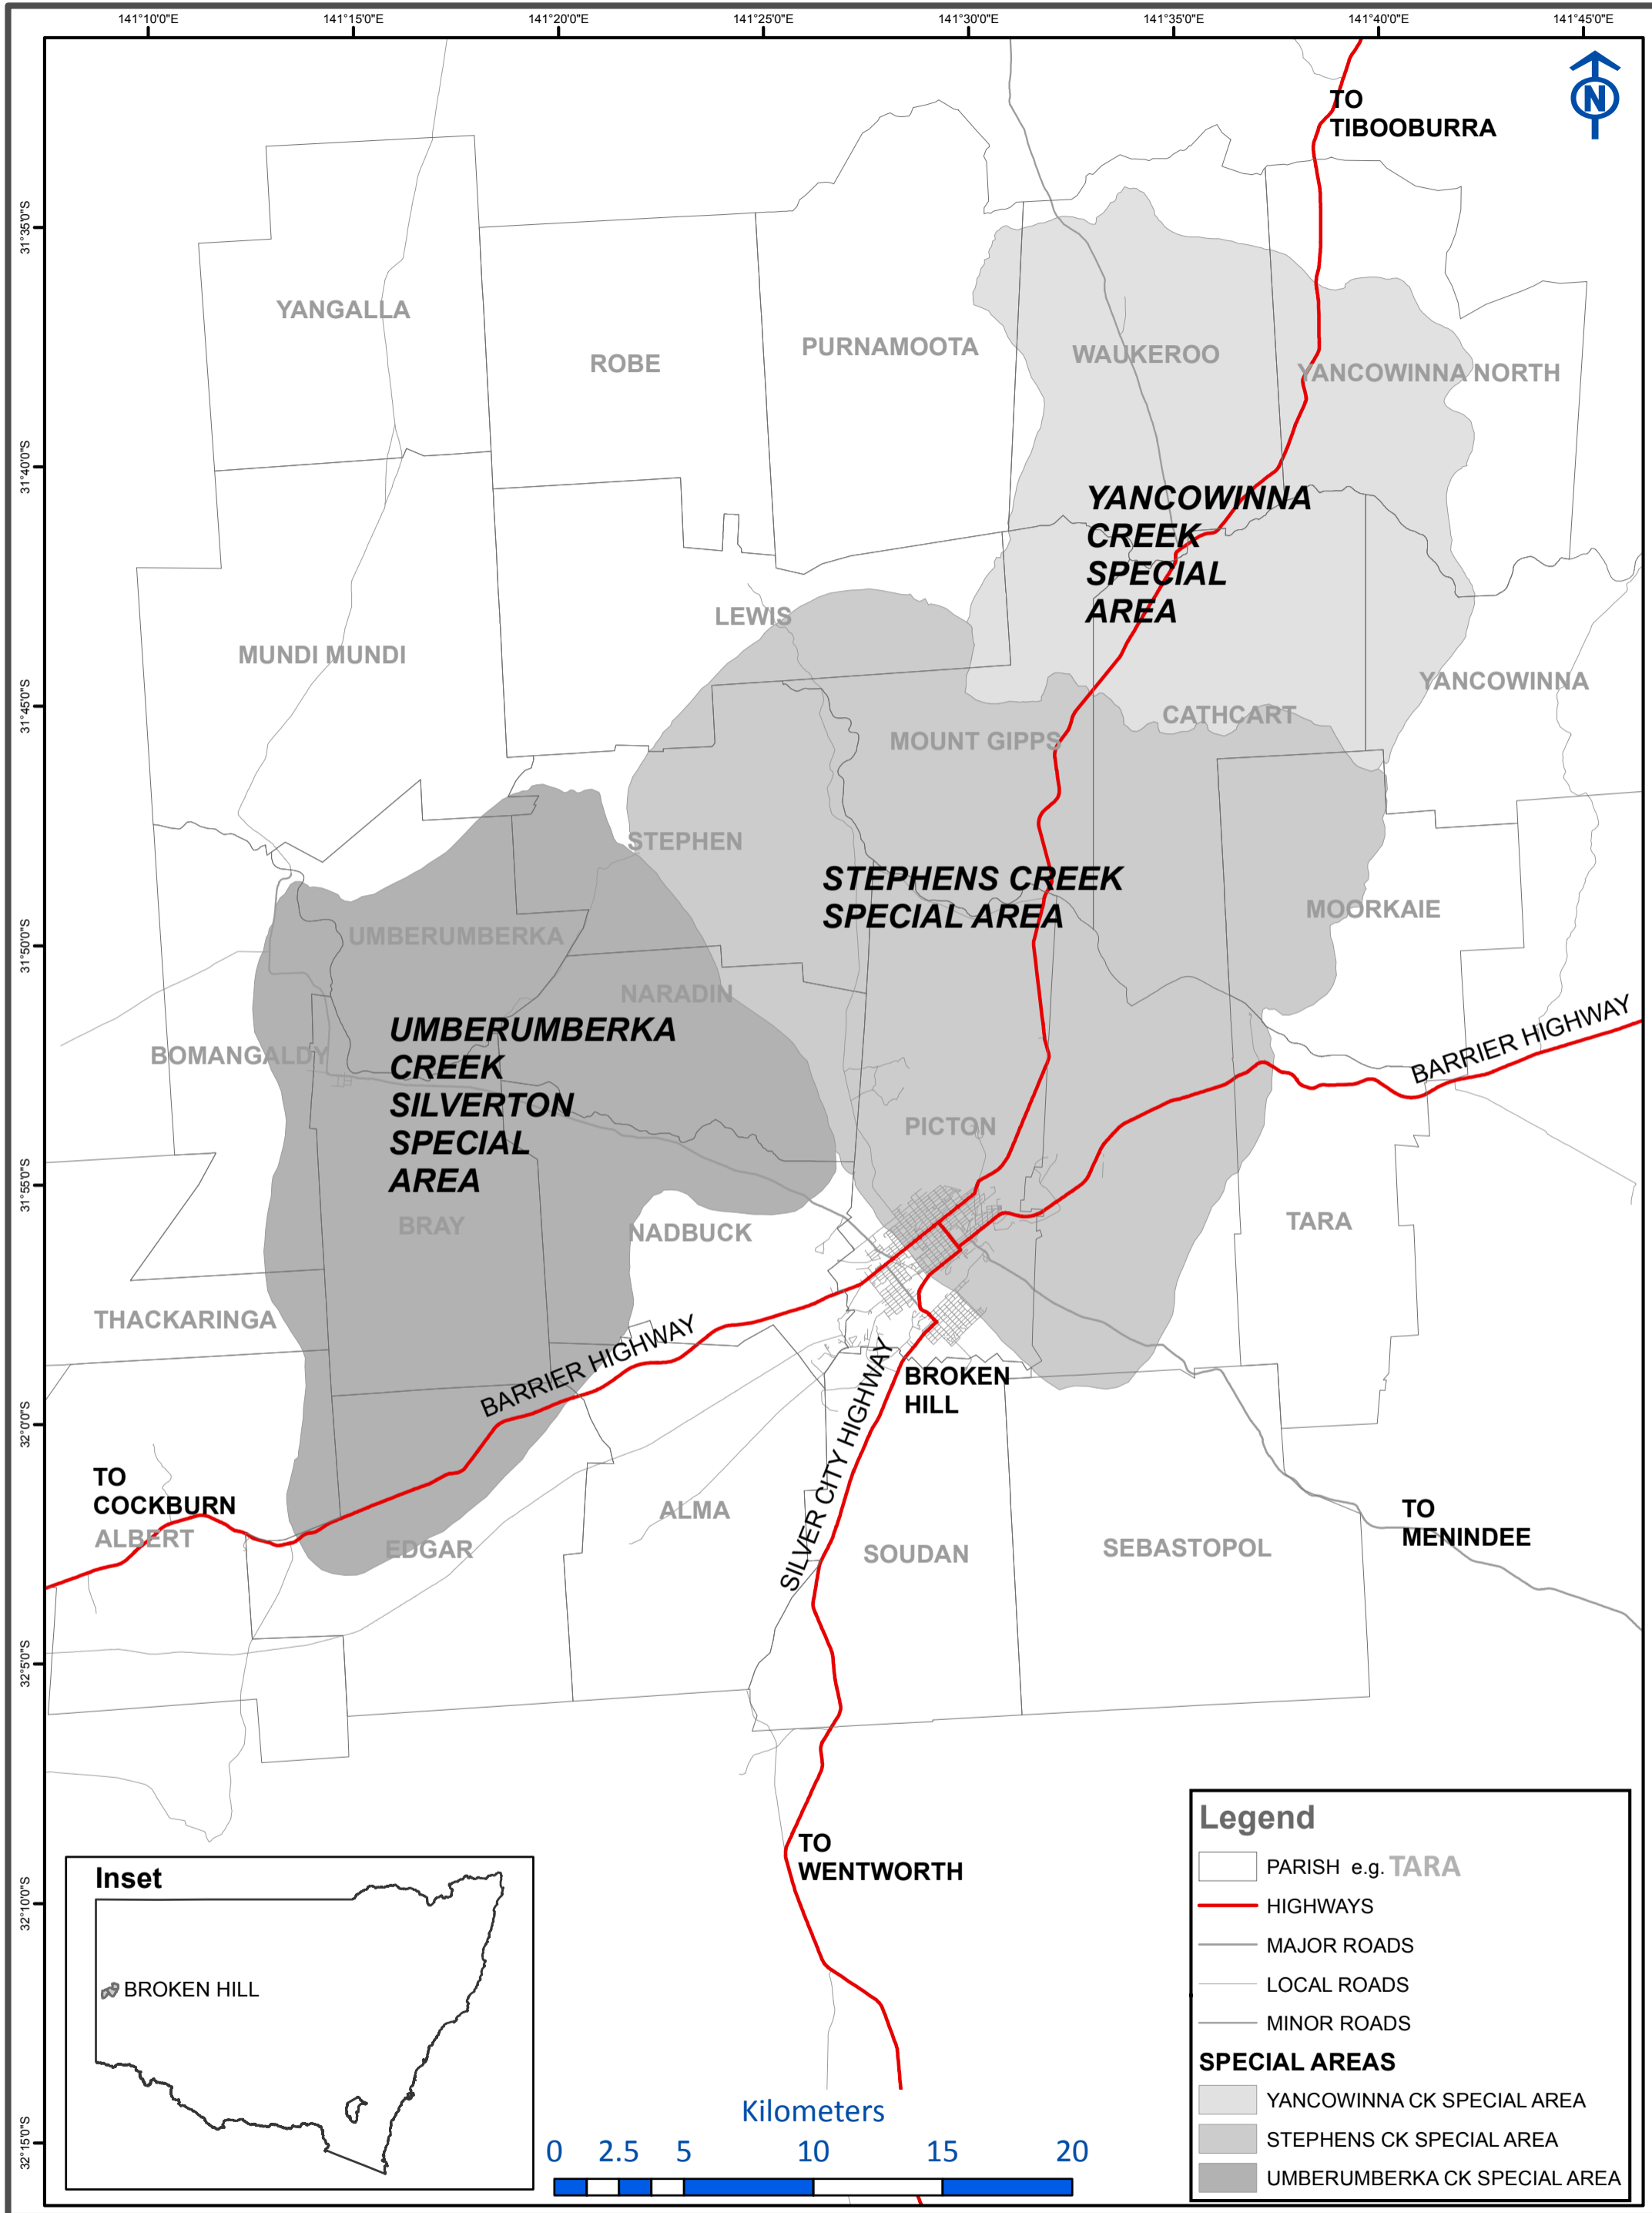 141°10'0"E
141°15'0"E
141°20'0"E
141°25'0"E
141°30'0"E
141°35'0"E
141°40'0"E
141°45'0"E
N
TO
TIBOOBURRA
31°35'0"S
YANGALLA
ROBE
PURNAMOOTA
WAUKEROO
YANCOWINNA NORTH
31°40'0"S
YANCOWINNA
CREEK
SPECIAL
AREA
LEWIS
MUNDI MUNDI
YANCOWINNA
31°45'0"S
CATHCART
MOUNT GIPPS
STEPHEN
STEPHENS CREEK
SPECIAL AREA
MOORKAIE
31°50'0"S
UMBERUMBERKA
NARADIN
UMBERUMBERKA
CREEK
SILVERTON
SPECIAL
AREA
BOMANGALDY
BARRIER HIGHWAY
PICTON
31°55'0"S
BRAY
NADBUCK
TARA
THACKARINGA
BARRIER HIGHWAY
SILVER CITY HIGHWAY
BROKEN
HILL
32°0'0"S
TO
COCKBURN
ALBERT
EDGAR
ALMA
SOUDAN
SEBASTOPOL
TO
MENINDEE
32°5'0"S
TO
WENTWORTH
32°10'0"S
32°15'0"S
Inset
BROKEN HILL
Kilometers
0 2.5 5 10 15 20
Legend
PARISH e.g. TARA
HIGHWAYS
MAJOR ROADS
LOCAL ROADS
MINOR ROADS
SPECIAL AREAS
YANCOWINNA CK SPECIAL AREA
STEPHENS CK SPECIAL AREA
UMBERUMBERKA CK SPECIAL AREA